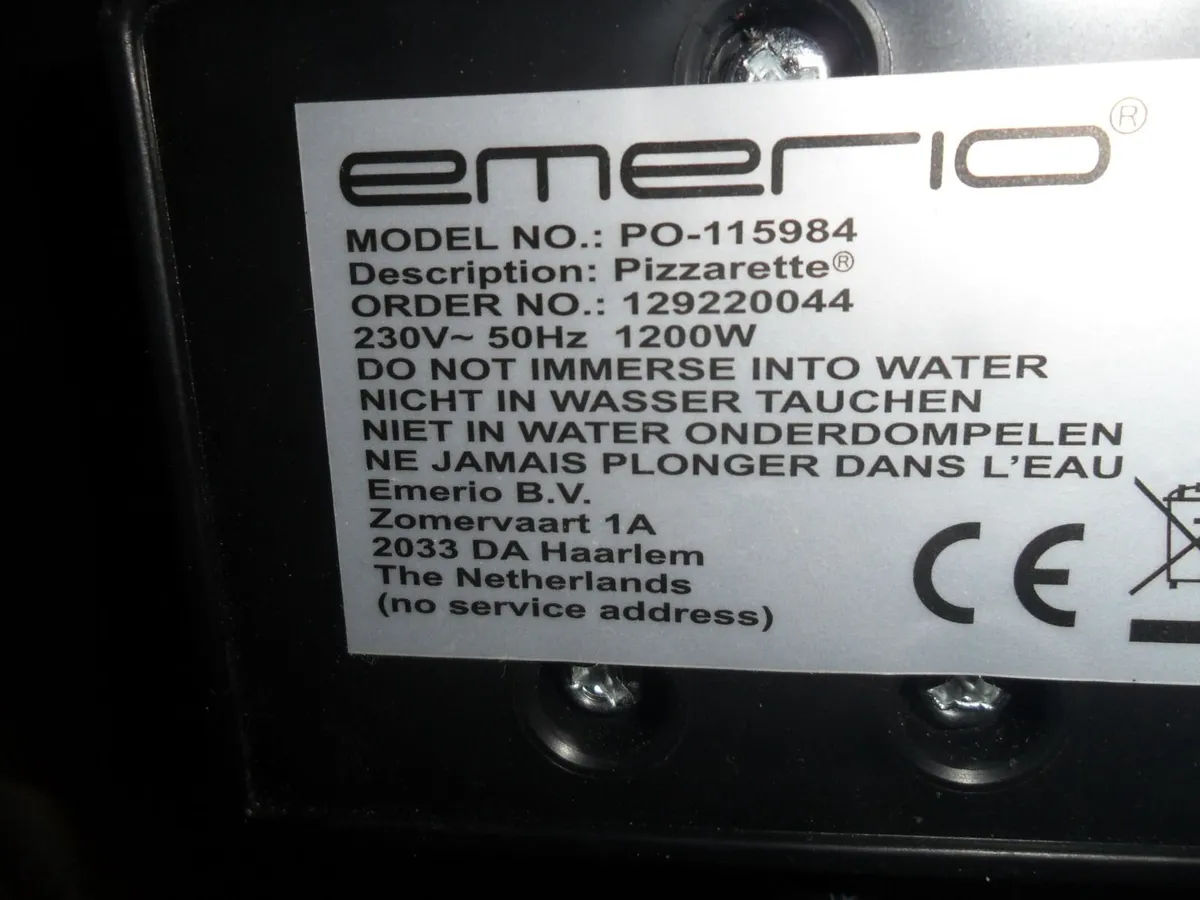 emerio®
MODEL NO.: PO-115984
Description: Pizzarette®
ORDER NO.: 129220044
230V~ 50Hz 1200W
DO NOT IMMERSE INTO WATER
NICHT IN WASSER TAUCHEN
NIET IN WATER ONDERDOMPELEN
NE JAMAIS PLONGER DANS L'EAU
Emerio B.V.
Zomervaart 1A
2033 DA Haarlem
The Netherlands
(no service address)
CE